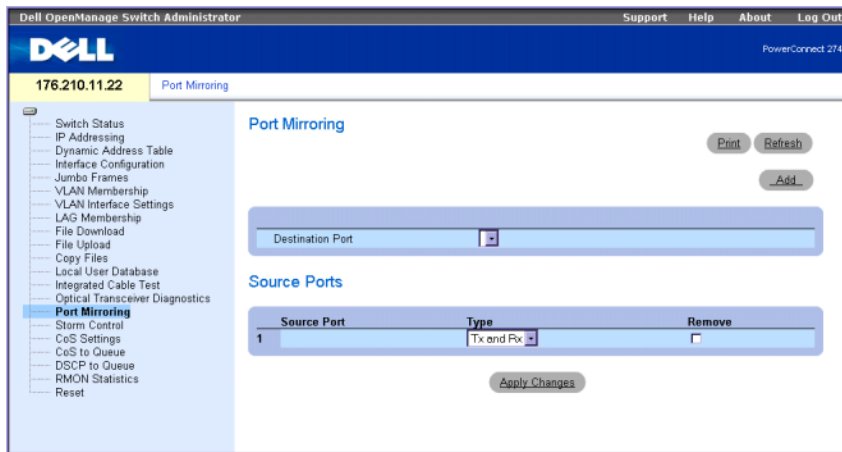 Dell OpenManage Switch Administrator
Support Help About Log Out
DELL
PowerConnect 274
176.210.11.22
Port Mirroring
Switch Status
IP Addressing
Dynamic Address Table
Interface Configuration
Jumbo Frames
VLAN Membership
VLAN Interface Settings
LAG Membership
File Download
File Upload
Copy Files
Local User Database
Integrated Cable Test
Optical Transceiver Diagnostics
Port Mirroring
Storm Control
CoS Settings
CoS to Queue
DSCP to Queue
RMON Statistics
Reset
Port Mirroring
Print Refresh
Add
Destination Port
Source Ports
Source Port Type Remove
1 Tx and Rx
Apply Changes